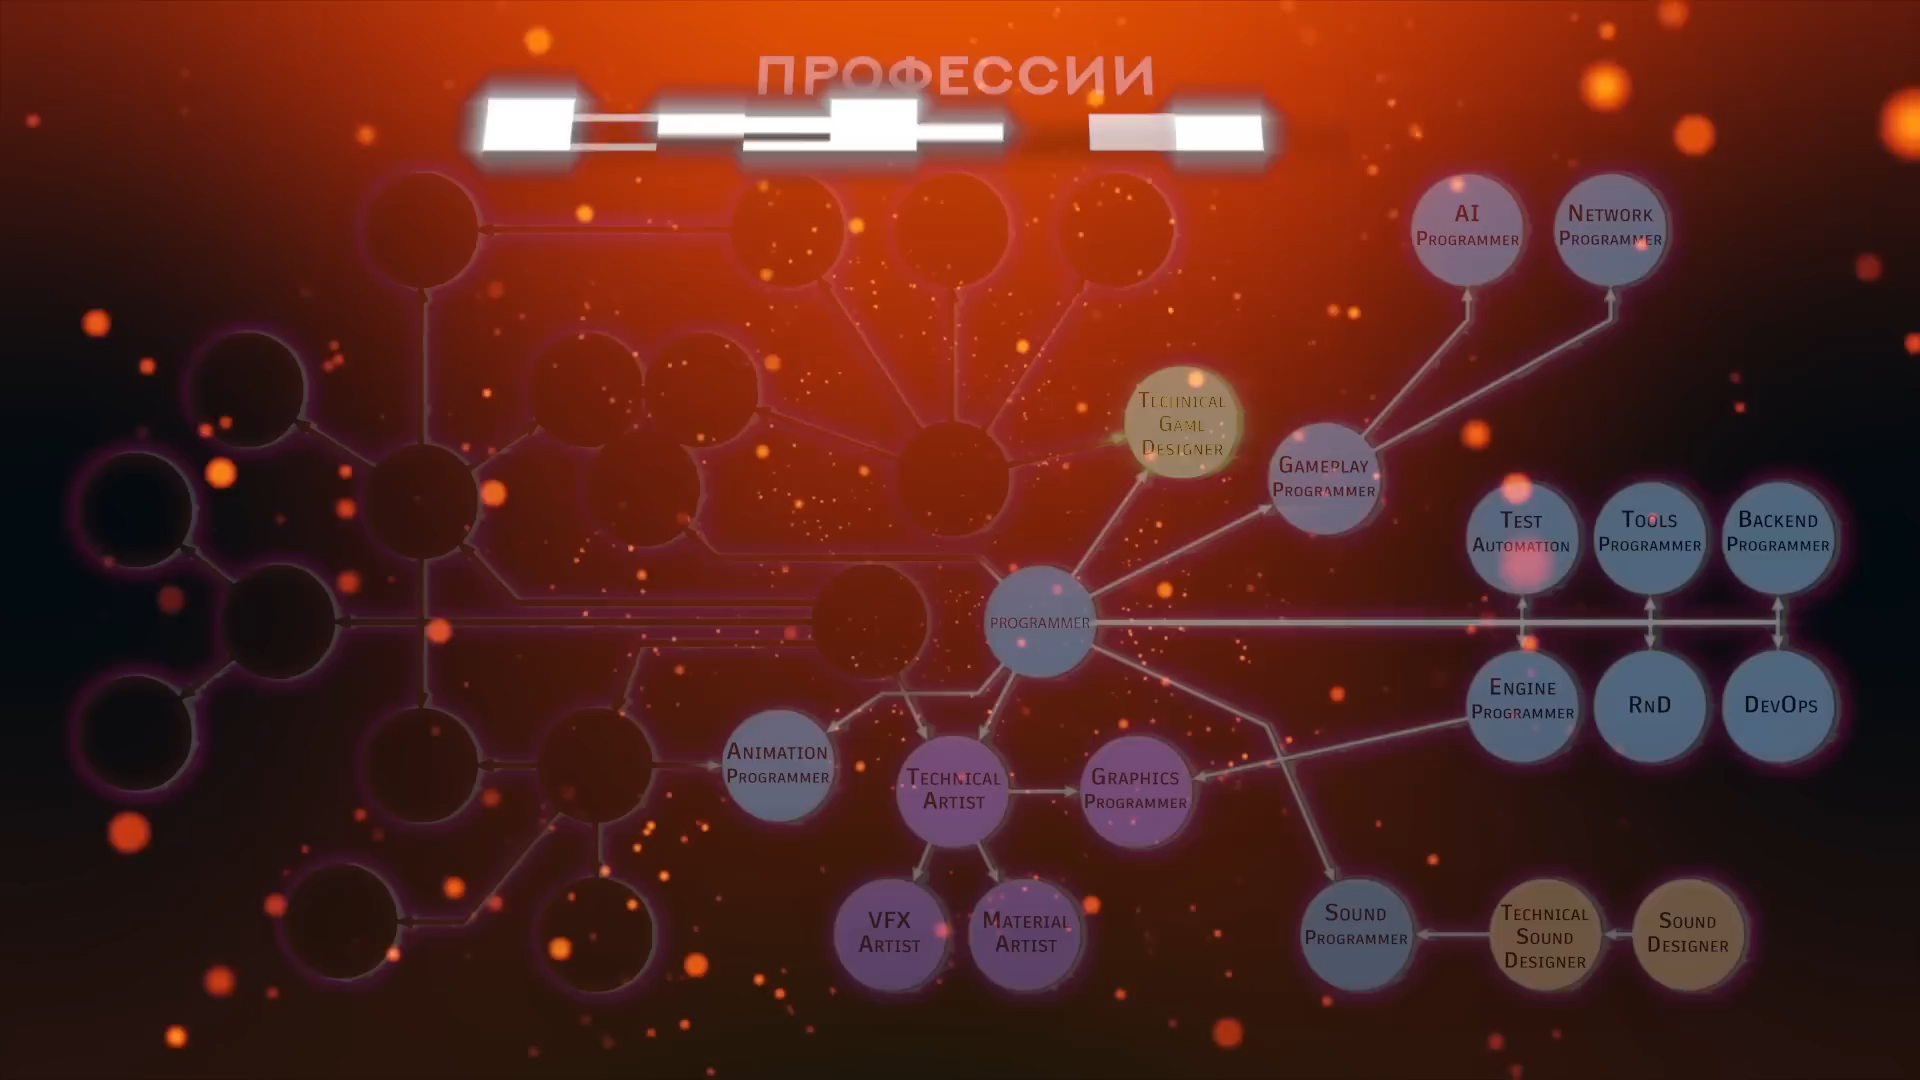 ПРОФЕССИИ
AI
PROGRAMMER
NETWORK
PROGRAMMER
TECHNICAL
GAME
DESIGNER
GAMEPLAY
PROGRAMMER
TEST
AUTOMATION
TOOLS
PROGRAMMER
BACKEND
PROGRAMMER
PROGRAMMER
ENGINE
PROGRAMMER
RND
DEVOPS
ANIMATION
PROGRAMMER
TECHNICAL
ARTIST
GRAPHICS
PROGRAMMER
VFX
ARTIST
MATERIAL
ARTIST
SOUND
PROGRAMMER
TECHNICAL
SOUND
DESIGNER
SOUND
DESIGNER